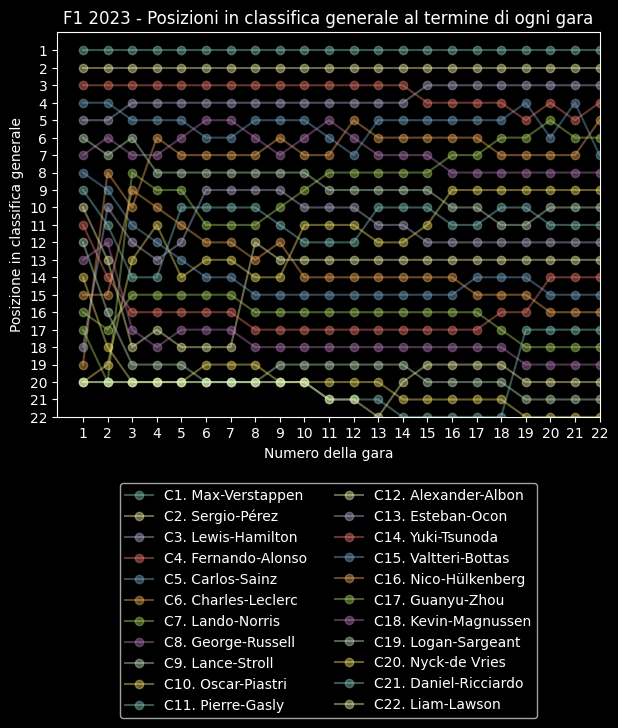 F1 2023 - Posizioni in classifica generale al termine di ogni gara
Posizione in classifica generale
1
2
3
4
5
6
7
8
9
10
11
12
13
14
15
16
17
18
19
20
21
22
1 2 3 4 5 6 7 8 9 10 11 12 13 14 15 16 17 18 19 20 21 22
Numero della gara
C1. Max-Verstappen
C2. Sergio-Pérez
C3. Lewis-Hamilton
C4. Fernando-Alonso
C5. Carlos-Sainz
C6. Charles-Leclerc
C7. Lando-Norris
C8. George-Russell
C9. Lance-Stroll
C10. Oscar-Piastri
C11. Pierre-Gasly
C12. Alexander-Albon
C13. Esteban-Ocon
C14. Yuki-Tsunoda
C15. Valtteri-Bottas
C16. Nico-Hülkenberg
C17. Guanyu-Zhou
C18. Kevin-Magnussen
C19. Logan-Sargeant
C20. Nyck-de Vries
C21. Daniel-Ricciardo
C22. Liam-Lawson